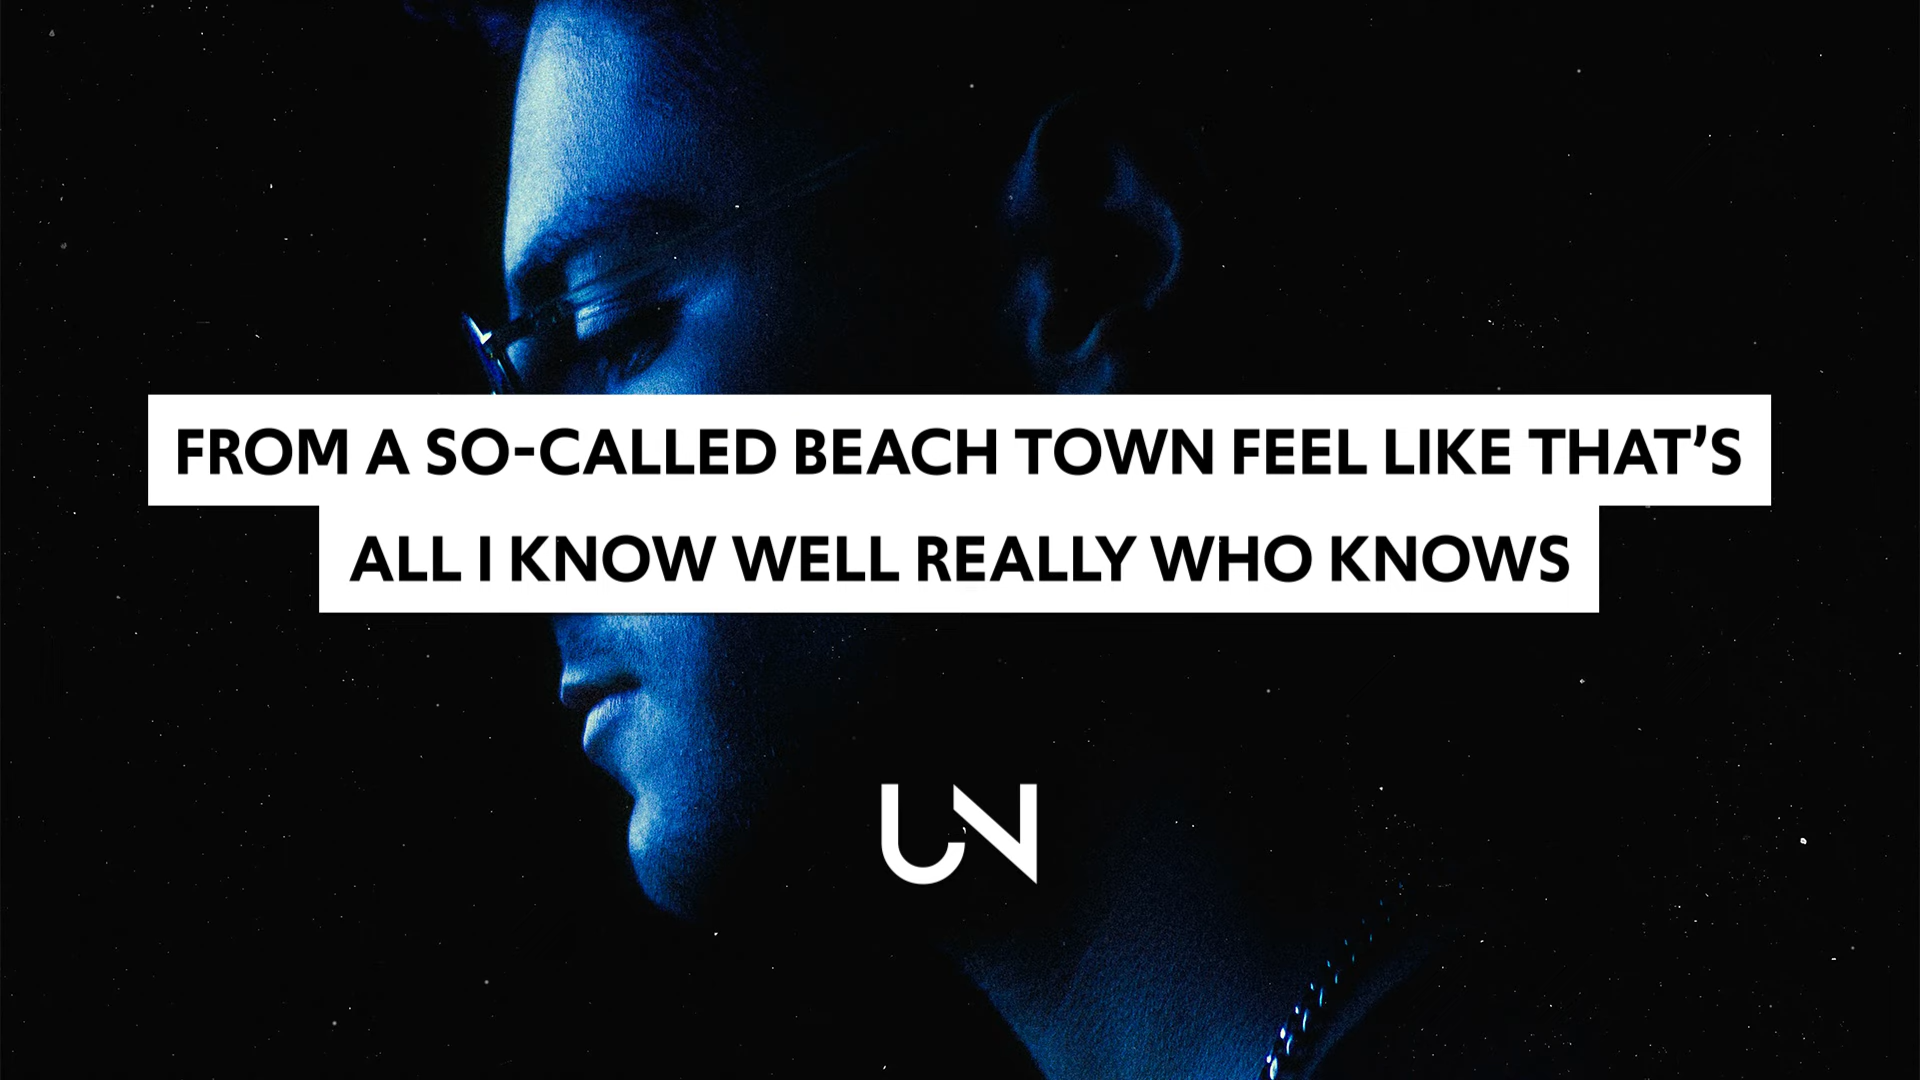 FROM A SO-CALLED BEACH TOWN FEEL LIKE THAT’S
ALL I KNOW WELL REALLY WHO KNOWS
UN